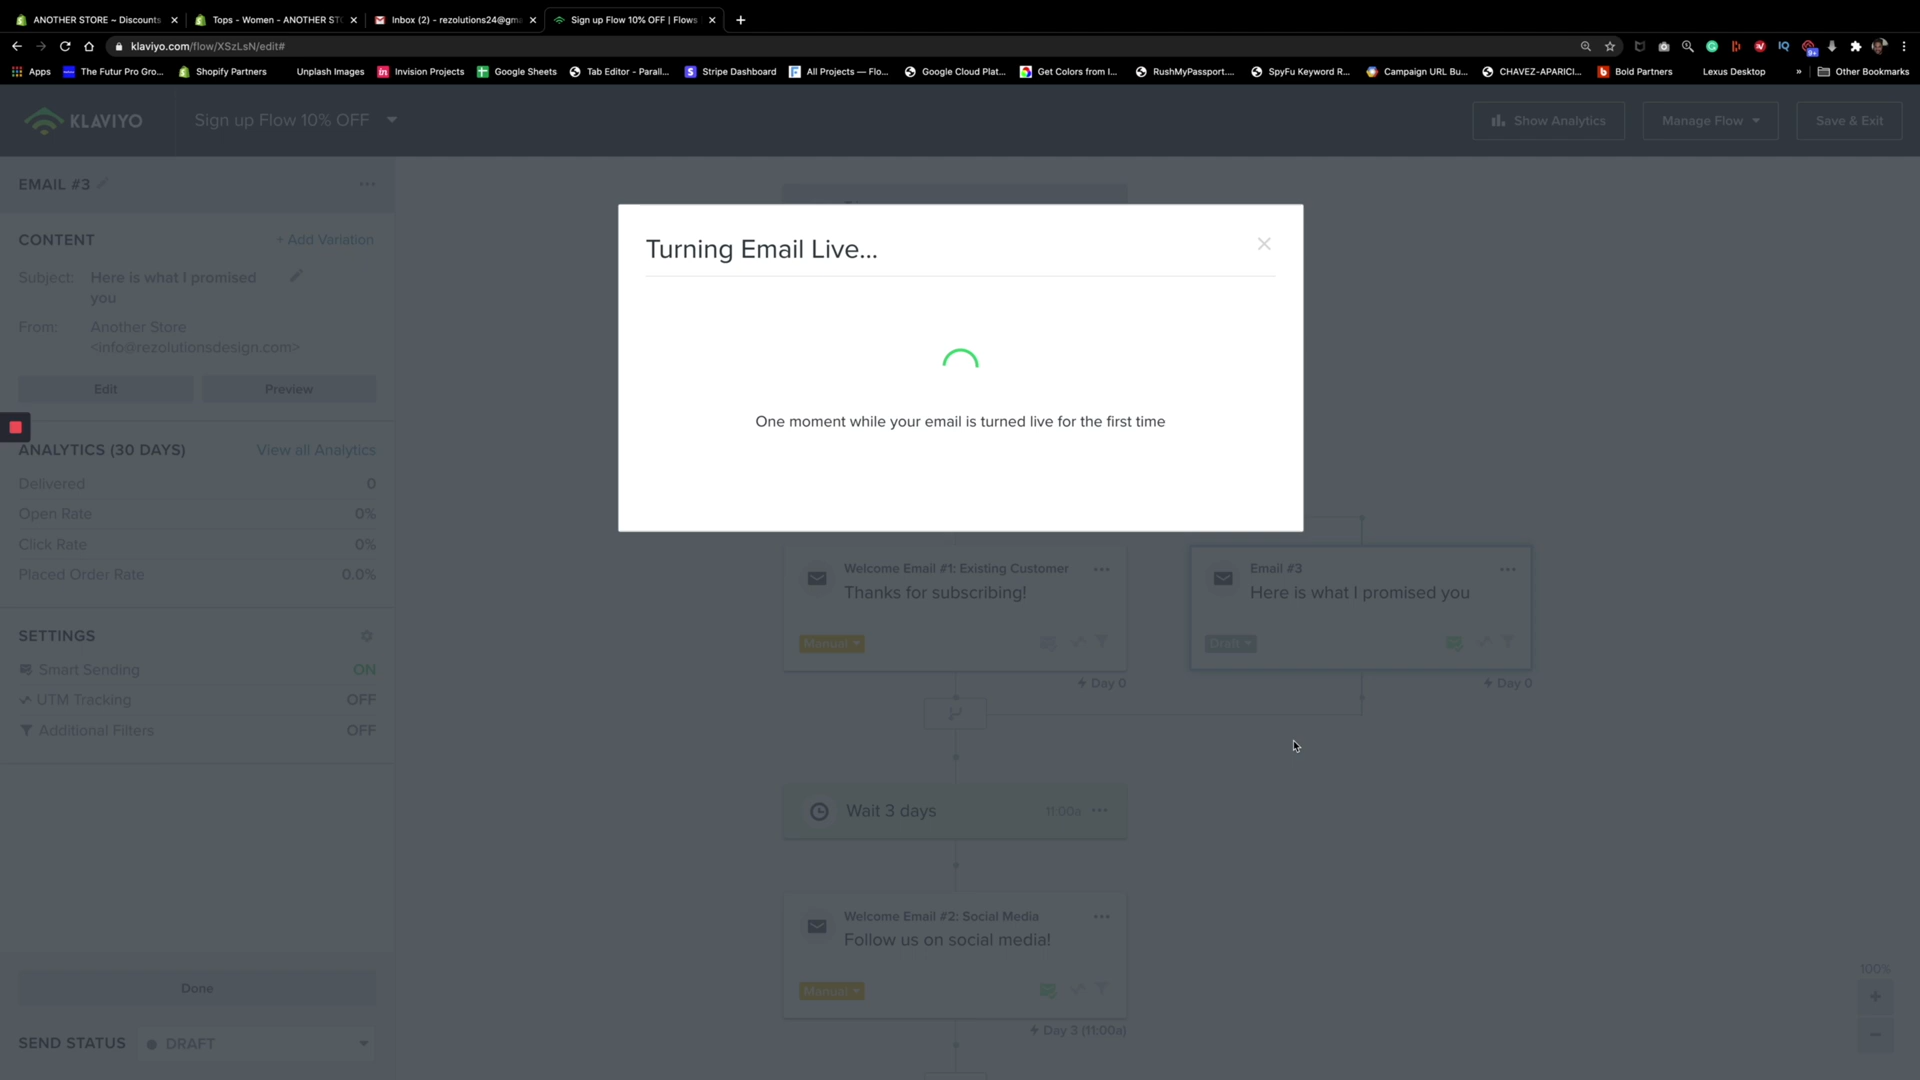 ANOTHER STORE ~ Discounts
Tops - Women - ANOTHER ST
Inbox (2) - rezolutions24@gma
Sign up Flow 10% OFF | Flows
klaviyo.com/flow/XSzLsN/edit#
Apps
The Futur Pro Gro...
Shopify Partners
Unplash Images
Invision Projects
Google Sheets
Tab Editor - Parall...
Stripe Dashboard
All Projects — Flo...
Google Cloud Plat...
Get Colors from I...
RushMyPassport....
SpyFu Keyword R...
Campaign URL Bu...
CHAVEZ-APARICI...
Bold Partners
Lexus Desktop
»
Other Bookmarks
KLAVIYO
Sign up Flow 10% OFF
Show Analytics
Manage Flow
Save & Exit
EMAIL #3
CONTENT
+ Add Variation
Subject: Here is what I promised
you
From: Another Store
<info@rezolutionsdesign.com>
Edit
Preview
ANALYTICS (30 DAYS)
View all Analytics
Delivered 0
Open Rate 0%
Click Rate 0%
Placed Order Rate 0.0%
SETTINGS
Smart Sending ON
UTM Tracking OFF
Additional Filters OFF
Done
SEND STATUS
DRAFT
Turning Email Live...
One moment while your email is turned live for the first time
Welcome Email #1: Existing Customer
Thanks for subscribing!
Manual
Day 0
Email #3
Here is what I promised you
Draft
Day 0
Wait 3 days
11:00a
Welcome Email #2: Social Media
Follow us on social media!
Manual
Day 3 (11:00a)
100%